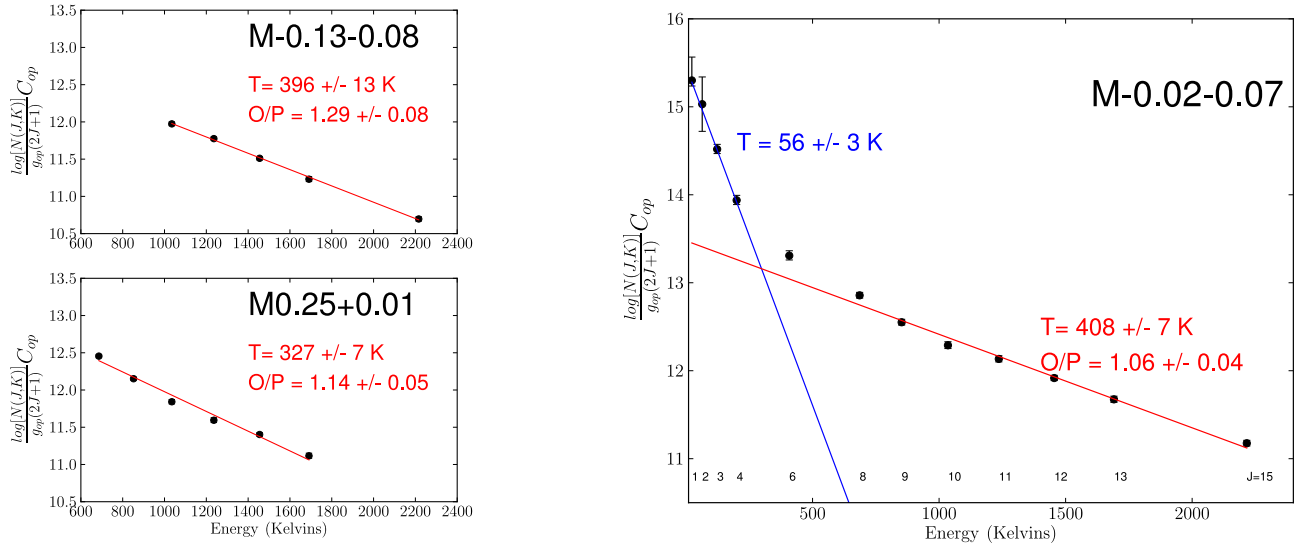 13.5
13.0
12.5
12.0
11.5
11.0
10.5
600 800 1000 1200 1400 1600 1800 2000 2200 2400
log[N(J,K)]
g_op(2J+1)
C_op
M-0.13-0.08
T= 396 +/- 13 K
O/P = 1.29 +/- 0.08
13.5
13.0
12.5
12.0
11.5
11.0
10.5
600 800 1000 1200 1400 1600 1800 2000 2200 2400
Energy (Kelvins)
log[N(J,K)]
g_op(2J+1)
C_op
M0.25+0.01
T= 327 +/- 7 K
O/P = 1.14 +/- 0.05
16
15
14
13
12
11
500 1000 1500 2000
Energy (Kelvins)
log[N(J,K)]
g_op(2J+1)
C_op
M-0.02-0.07
T = 56 +/- 3 K
T= 408 +/- 7 K
O/P = 1.06 +/- 0.04
1 2 3 4 6 8 9 10 11 12 13 J=15